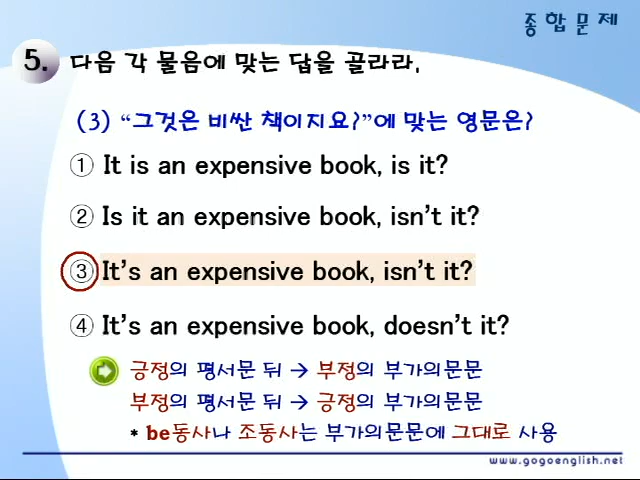 종합문제
5. 다음 각 물음에 맞는 답을 골라라.
(3) “그것은 비싼 책이지요?”에 맞는 영문은?
① It is an expensive book, is it?
② Is it an expensive book, isn’t it?
③ It’s an expensive book, isn’t it?
④ It’s an expensive book, doesn’t it?
긍정의 평서문 뒤 → 부정의 부가의문문
부정의 평서문 뒤 → 긍정의 부가의문문
* be동사나 조동사는 부가의문문에 그대로 사용
www.gogoenglish.net